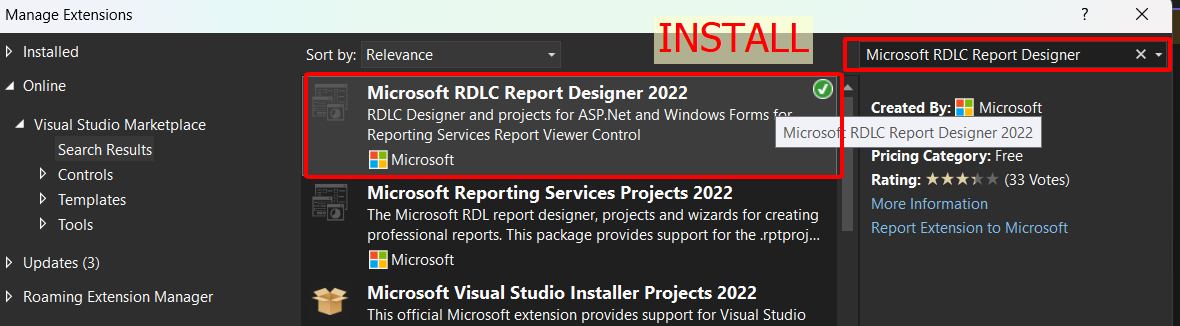 Manage Extensions
?
Installed
Online
Visual Studio Marketplace
Search Results
Controls
Templates
Tools
Updates (3)
Roaming Extension Manager
Sort by: Relevance
INSTALL
Microsoft RDLC Report Designer 2022
RDLC Designer and projects for ASP.Net and Windows Forms for
Reporting Services Report Viewer Control
Microsoft
Microsoft Reporting Services Projects 2022
The Microsoft RDL report designer, projects and wizards for creating
professional reports. This package provides support for the .rptproj...
Microsoft
Microsoft Visual Studio Installer Projects 2022
This official Microsoft extension provides support for Visual Studio
Microsoft RDLC Report Designer
Created By: Microsoft
Microsoft RDLC Report Designer 2022
Pricing Category: Free
Rating: (33 Votes)
More Information
Report Extension to Microsoft